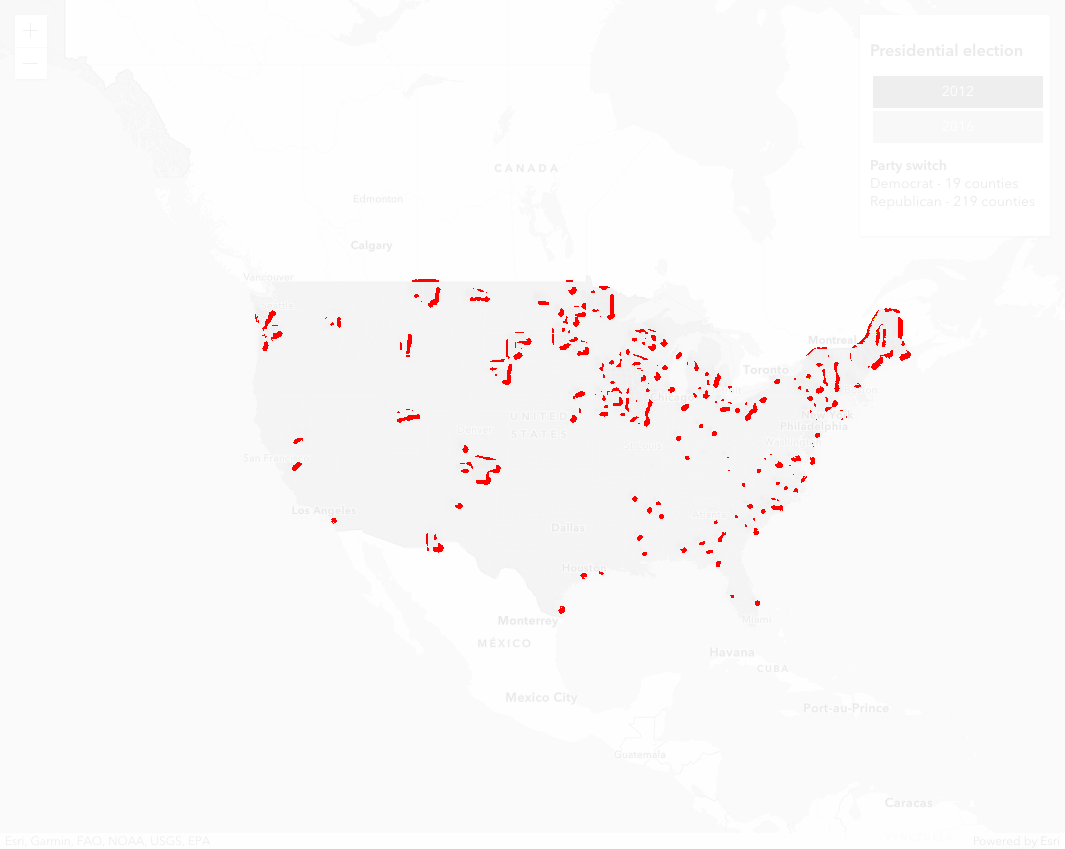 +
Presidential election
2012
2016
Party switch
Democrat - 19 counties
Republican - 219 counties
CANADA
Edmonton
Calgary
Vancouver
Montreal
Toronto
UNITED
STATES
Denver
Philadelphia
San Francisco
Los Angeles
Dallas
Houston
Monterrey
Miami
MÉXICO
Havana
CUBA
Mexico City
Port-au-Prince
Guatemala
Caracas
Esri, Garmin, FAO, NOAA, USGS, EPA
Powered by Esri